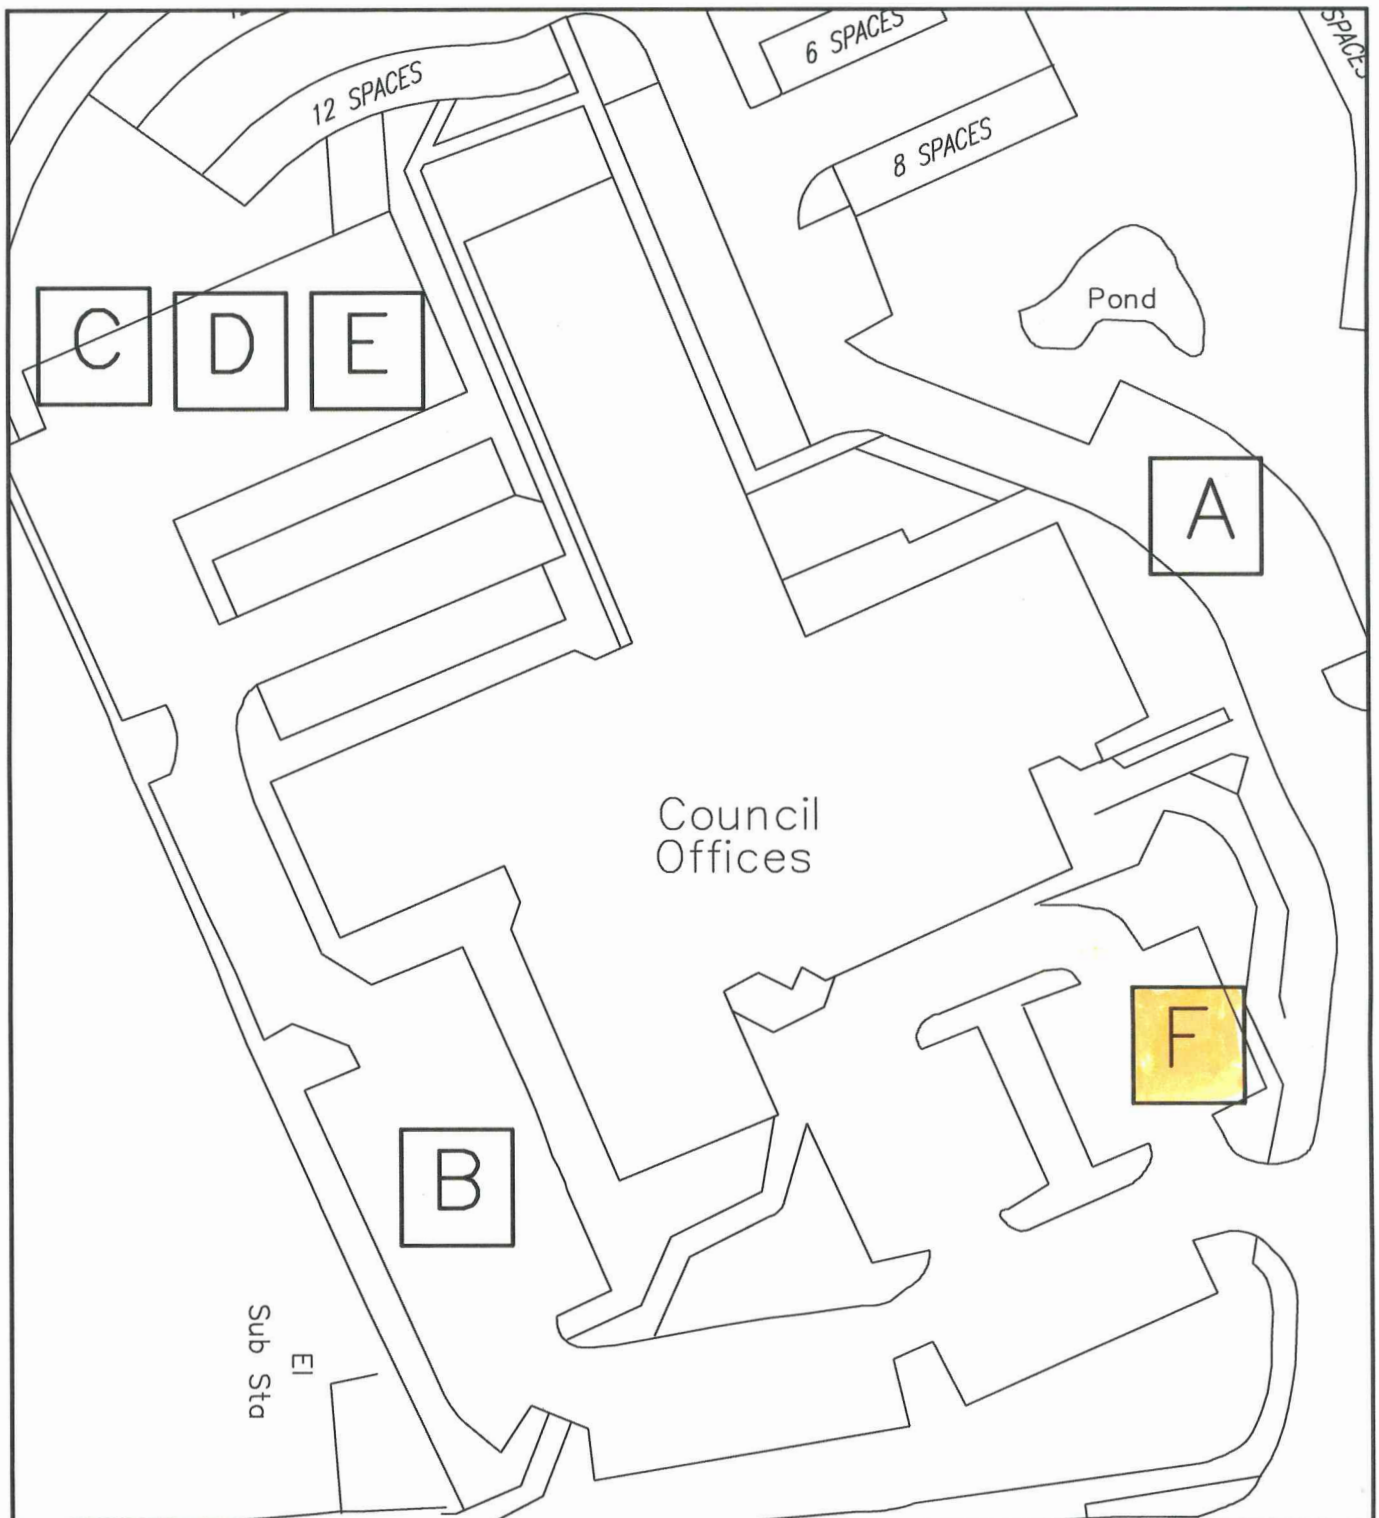 6 SPACES
SPACES
12 SPACES
8 SPACES
Pond
C
D
E
A
Council
Offices
F
B
El
Sub Sta